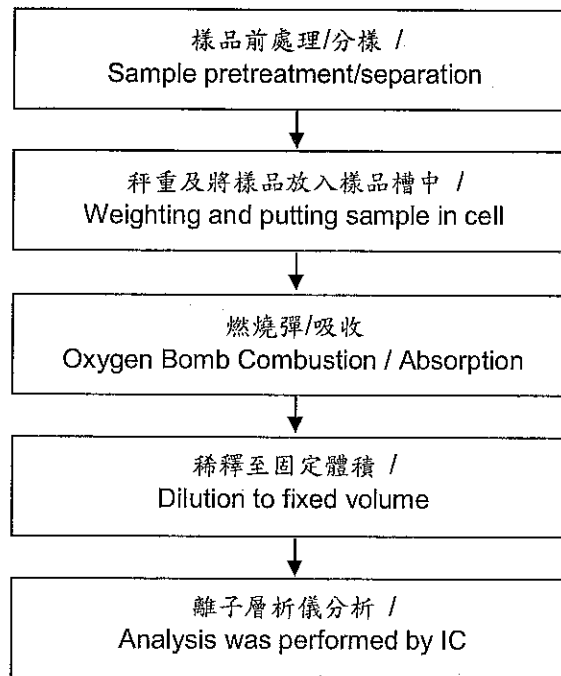 樣品前處理/分樣 /
Sample pretreatment/separation
秤重及將樣品放入樣品槽中 /
Weighting and putting sample in cell
燃燒彈/吸收
Oxygen Bomb Combustion / Absorption
稀釋至固定體積 /
Dilution to fixed volume
離子層析儀分析 /
Analysis was performed by IC